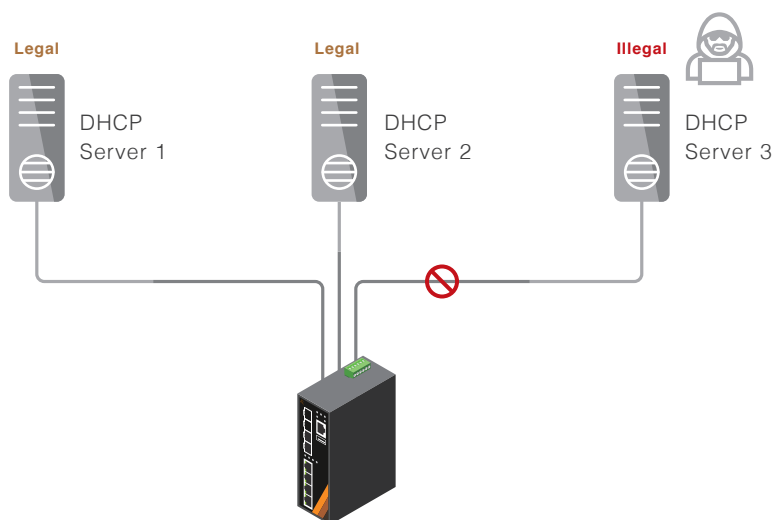 Legal
Legal
Illegal
DHCP
Server 1
DHCP
Server 2
DHCP
Server 3